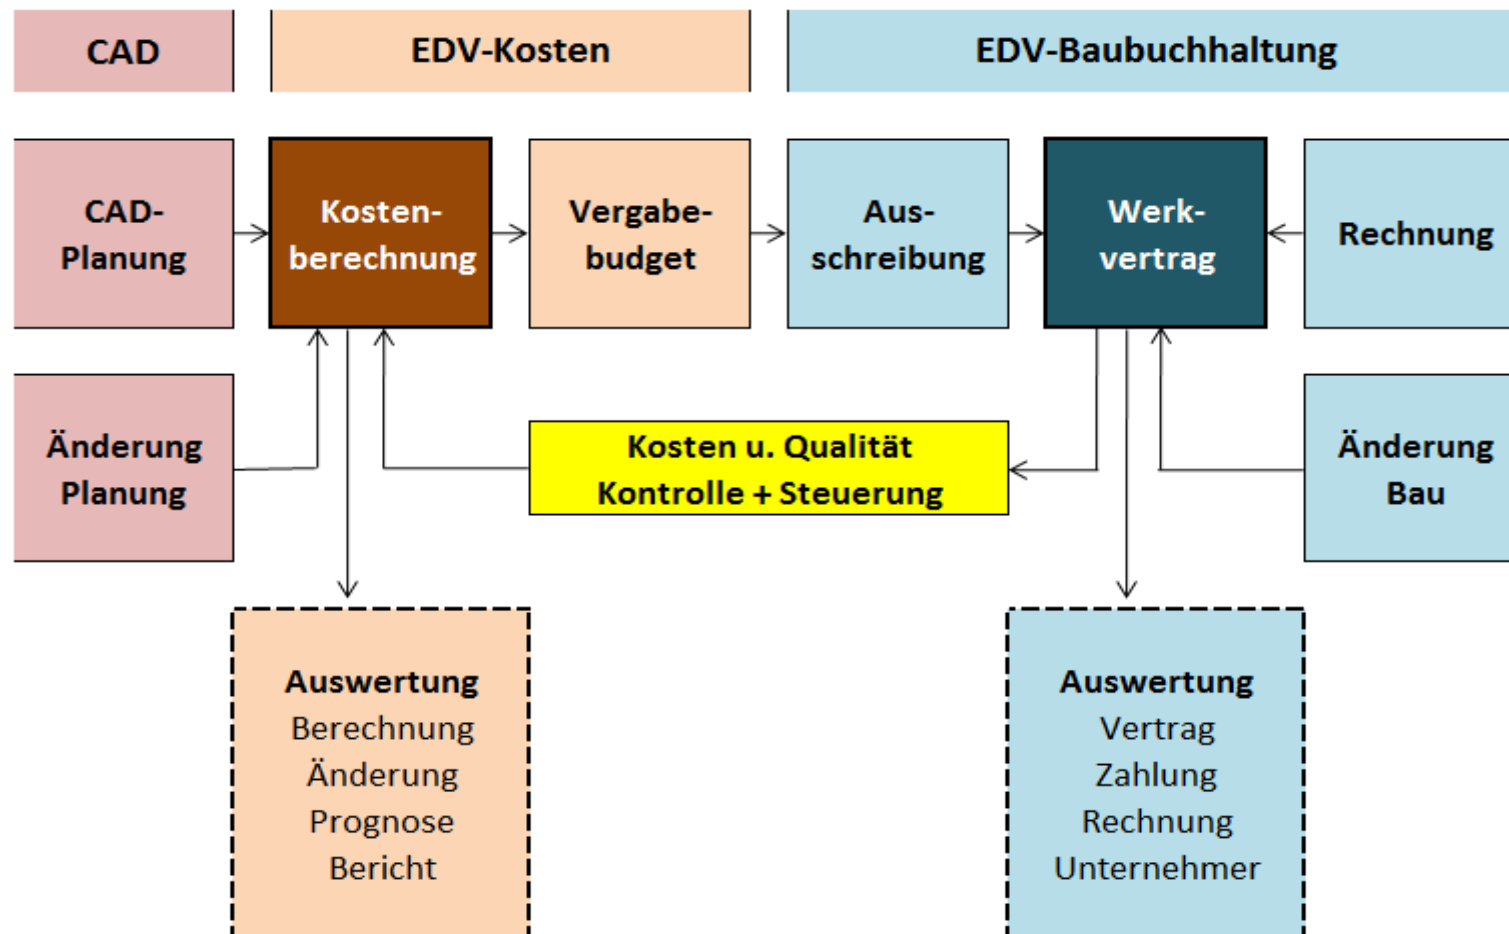 CAD
EDV-Kosten
EDV-Baubuchhaltung
CAD-
Planung
Kosten-
berechnung
Vergabe-
budget
Aus-
schreibung
Werk-
vertrag
Rechnung
Änderung
Planung
Kosten u. Qualität
Kontrolle + Steuerung
Änderung
Bau
Auswertung
Berechnung
Änderung
Prognose
Bericht
Auswertung
Vertrag
Zahlung
Rechnung
Unternehmer